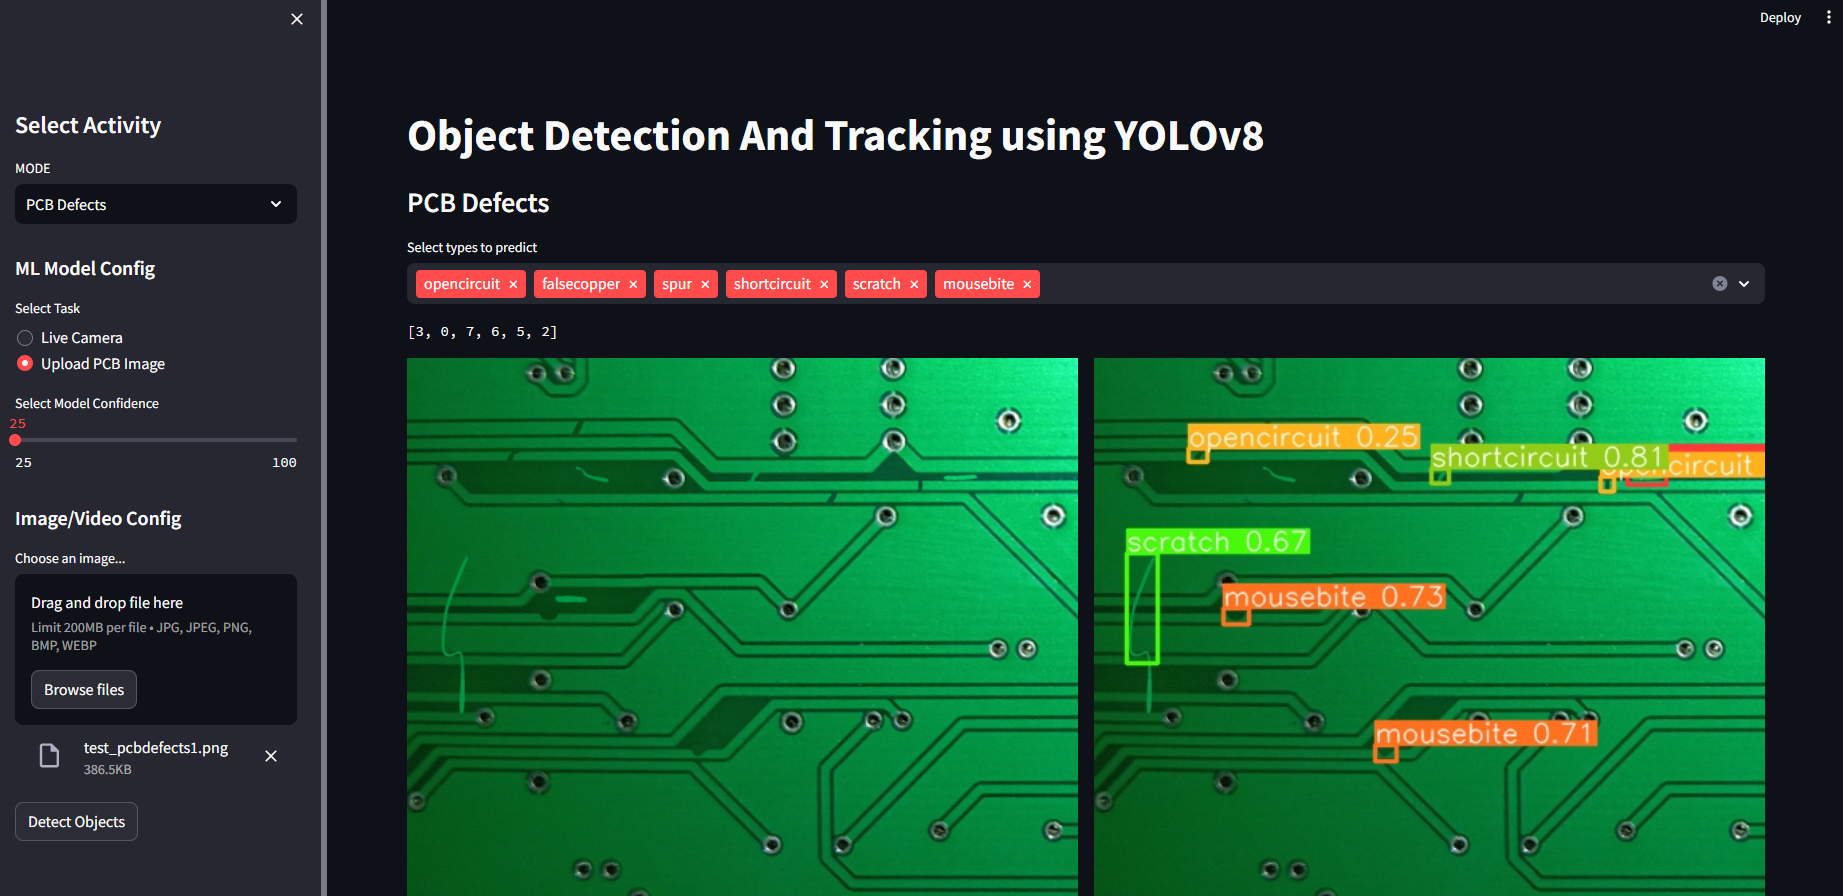 Deploy
Select Activity
MODE
PCB Defects
ML Model Config
Select Task
Live Camera
Upload PCB Image
Select Model Confidence
25
25 100
Image/Video Config
Choose an image...
Drag and drop file here
Limit 200MB per file • JPG, JPEG, PNG,
BMP, WEBP
Browse files
test_pcbdefects1.png
386.5KB
Detect Objects
Object Detection And Tracking using YOLOv8
PCB Defects
Select types to predict
opencircuit falsecopper spur shortcircuit scratch mousebite
[3, 0, 7, 6, 5, 2]
opencircuit 0.25
shortcircuit 0.81
scratch 0.67
mousebite 0.73
mousebite 0.71